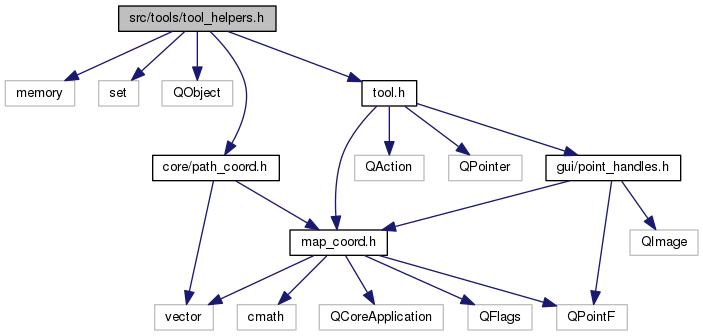 src/tools/tool_helpers.h
memory
set
QObject
tool.h
core/path_coord.h
QAction
QPointer
gui/point_handles.h
map_coord.h
QImage
vector
cmath
QCoreApplication
QFlags
QPointF